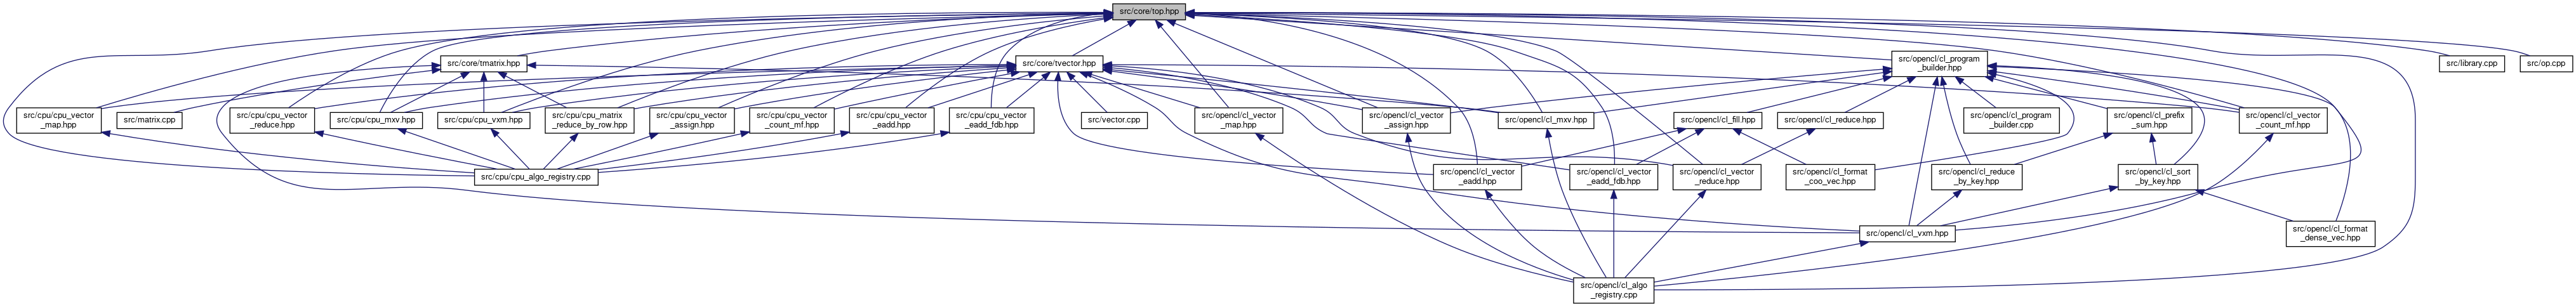 src/core/top.hpp
src/core/tmatrix.hpp
src/core/tvector.hpp
src/opencl/cl_program
_builder.hpp
src/library.cpp
src/op.cpp
src/cpu/cpu_vector
_map.hpp
src/matrix.cpp
src/cpu/cpu_vector
_reduce.hpp
src/cpu/cpu_mxv.hpp
src/cpu/cpu_vxm.hpp
src/cpu/cpu_matrix
_reduce_by_row.hpp
src/cpu/cpu_vector
_assign.hpp
src/cpu/cpu_vector
_count_mf.hpp
src/cpu/cpu_vector
_eadd.hpp
src/cpu/cpu_vector
_eadd_fdb.hpp
src/vector.cpp
src/opencl/cl_vector
_map.hpp
src/opencl/cl_vector
_assign.hpp
src/opencl/cl_mxv.hpp
src/opencl/cl_fill.hpp
src/opencl/cl_reduce.hpp
src/opencl/cl_program
_builder.cpp
src/opencl/cl_prefix
_sum.hpp
src/opencl/cl_vector
_count_mf.hpp
src/cpu/cpu_algo_registry.cpp
src/opencl/cl_vector
_eadd.hpp
src/opencl/cl_vector
_eadd_fdb.hpp
src/opencl/cl_vector
_reduce.hpp
src/opencl/cl_format
_coo_vec.hpp
src/opencl/cl_reduce
_by_key.hpp
src/opencl/cl_sort
_by_key.hpp
src/opencl/cl_vxm.hpp
src/opencl/cl_format
_dense_vec.hpp
src/opencl/cl_algo
_registry.cpp